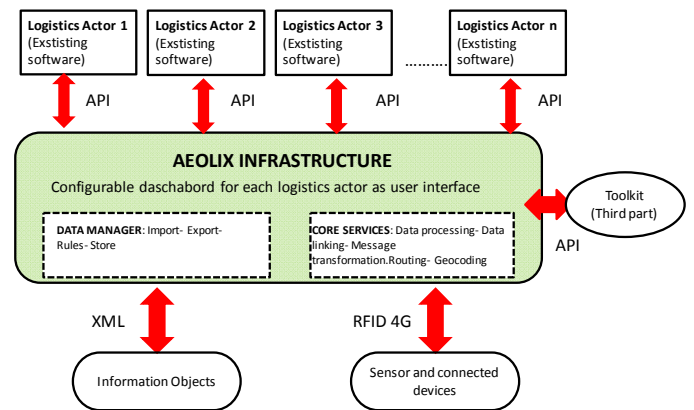 Logistics Actor 1
(Exstisting
software)
Logistics Actor 2
(Exstisting
software)
Logistics Actor 3
(Exstisting
software)
...........
Logistics Actor n
(Exstisting
software)
API
API
API
API
AEOLIX INFRASTRUCTURE
Configurable daschabord for each logistics actor as user interface
DATA MANAGER: Import- Export-
Rules- Store
CORE SERVICES: Data processing- Data
linking- Message
transformation.Routing- Geocoding
Toolkit
(Third part)
API
XML
RFID 4G
Information Objects
Sensor and connected
devices